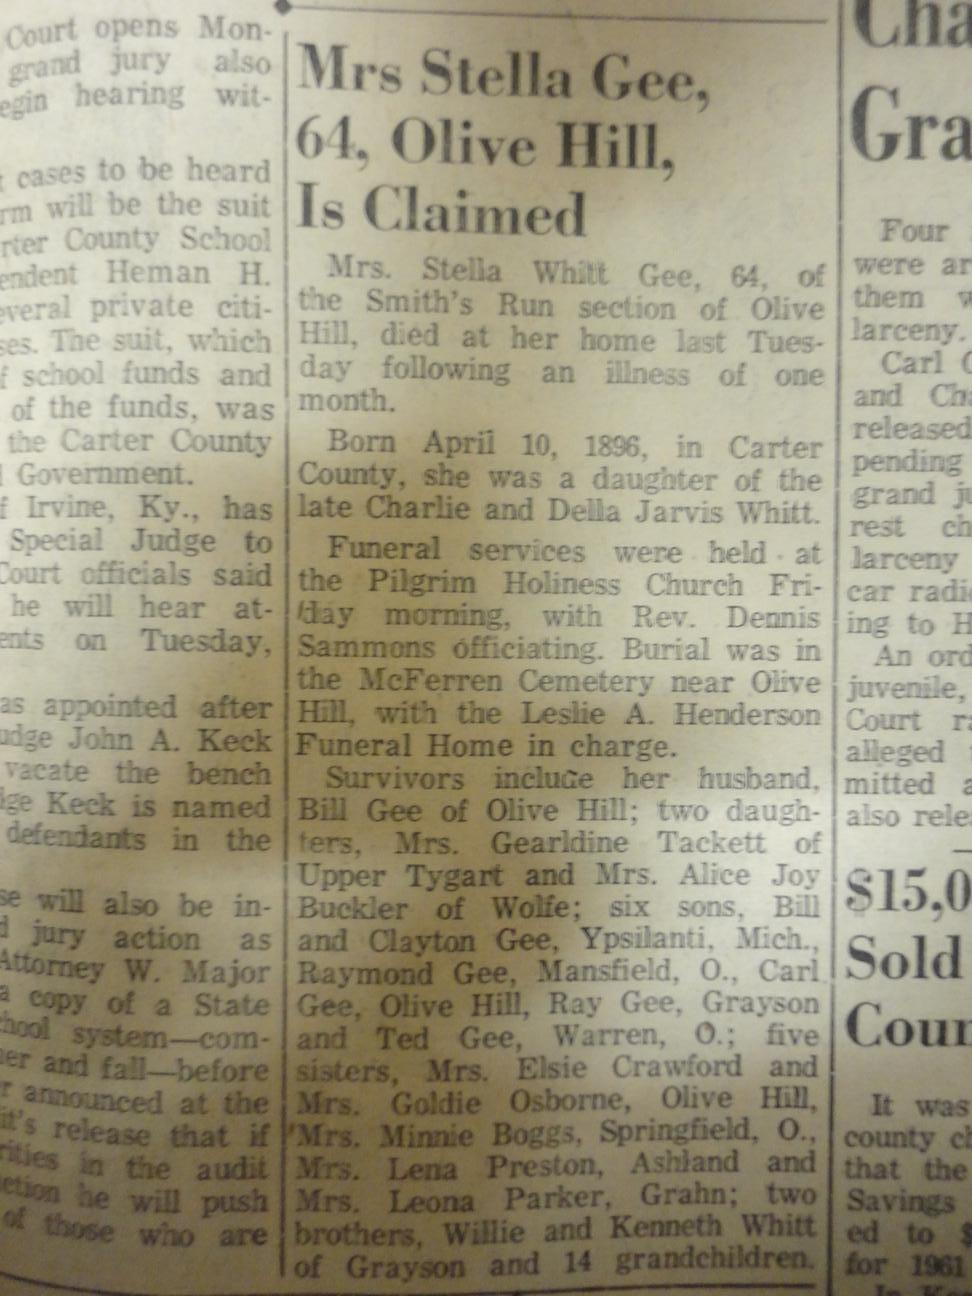 Court opens Mon-
grand jury also
egin hearing wit-
cases to be heard
rm will be the suit
rter County School
endent Heman H.
everal private citi-
ses. The suit, which
f school funds and
of the funds, was
the Carter County
Government.
f Irvine, Ky., has
Special Judge to
Court officials said
he will hear at-
ents on Tuesday,
as appointed after
udge John A. Keck
vacate the bench
dge Keck is named
defendants in the
se will also be in-
d jury action as
Attorney W. Major
a copy of a State
chool system—com-
er and fall—before
r announced at the
it's release that if
rities in the audit
ction he will push
of those who are
Mrs Stella Gee,
64, Olive Hill,
Is Claimed
Mrs. Stella Whitt Gee, 64, of
the Smith's Run section of Olive
Hill, died at her home last Tues-
day following an illness of one
month.
Born April 10, 1896, in Carter
County, she was a daughter of the
late Charlie and Della Jarvis Whitt.
Funeral services were held at
the Pilgrim Holiness Church Fri-
day morning, with Rev. Dennis
Sammons officiating. Burial was in
the McFerren Cemetery near Olive
Hill, with the Leslie A. Henderson
Funeral Home in charge.
Survivors include her husband,
Bill Gee of Olive Hill; two daugh-
ters, Mrs. Gearldine Tackett of
Upper Tygart and Mrs. Alice Joy
Buckler of Wolfe; six sons, Bill
and Clayton Gee, Ypsilanti, Mich.,
Raymond Gee, Mansfield, O., Carl
Gee, Olive Hill, Ray Gee, Grayson
and Ted Gee, Warren, O.; five
sisters, Mrs. Elsie Crawford and
Mrs. Goldie Osborne, Olive Hill,
Mrs. Minnie Boggs, Springfield, O.,
Mrs. Lena Preston, Ashland and
Mrs. Leona Parker, Grahn; two
brothers, Willie and Kenneth Whitt
of Grayson and 14 grandchildren.
Cha
Gra
Four
were ar
them w
larceny.
Carl
and Cha
released
pending
grand ju
rest ch
larceny
car radi
ing to H
An ord
juvenile,
Court ra
alleged
mitted a
also rele
$15,0
Sold
Coun
It was
county ch
that the
Savings
ed to $
for 1961